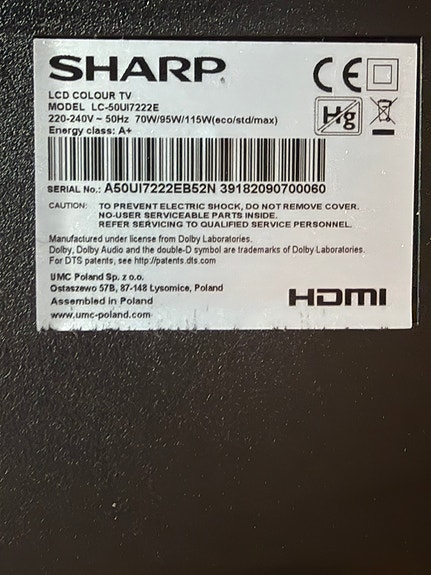 SHARP
CE
LCD COLOUR TV
MODEL LC-50UI7222E
220-240V ~ 50Hz 70W/95W/115W(eco/std/max)
Energy class: A+
Hg
SERIAL No.: A50UI7222EB52N 39182090700060
CAUTION: TO PREVENT ELECTRIC SHOCK, DO NOT REMOVE COVER.
NO-USER SERVICEABLE PARTS INSIDE.
REFER SERVICING TO QUALIFIED SERVICE PERSONNEL.
Manufactured under license from Dolby Laboratories.
Dolby, Dolby Audio and the double-D symbol are trademarks of Dolby Laboratories.
For DTS patents, see http://patents.dts.com
UMC Poland Sp. z o.o.
Ostaszewo 57B, 87-148 Łysomice, Poland
Assembled in Poland
www.umc-poland.com
HDMI